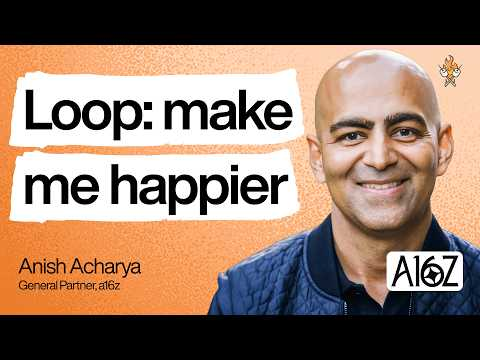 Loop: make
me happier
Anish Acharya
General Partner, a16z
A16Z